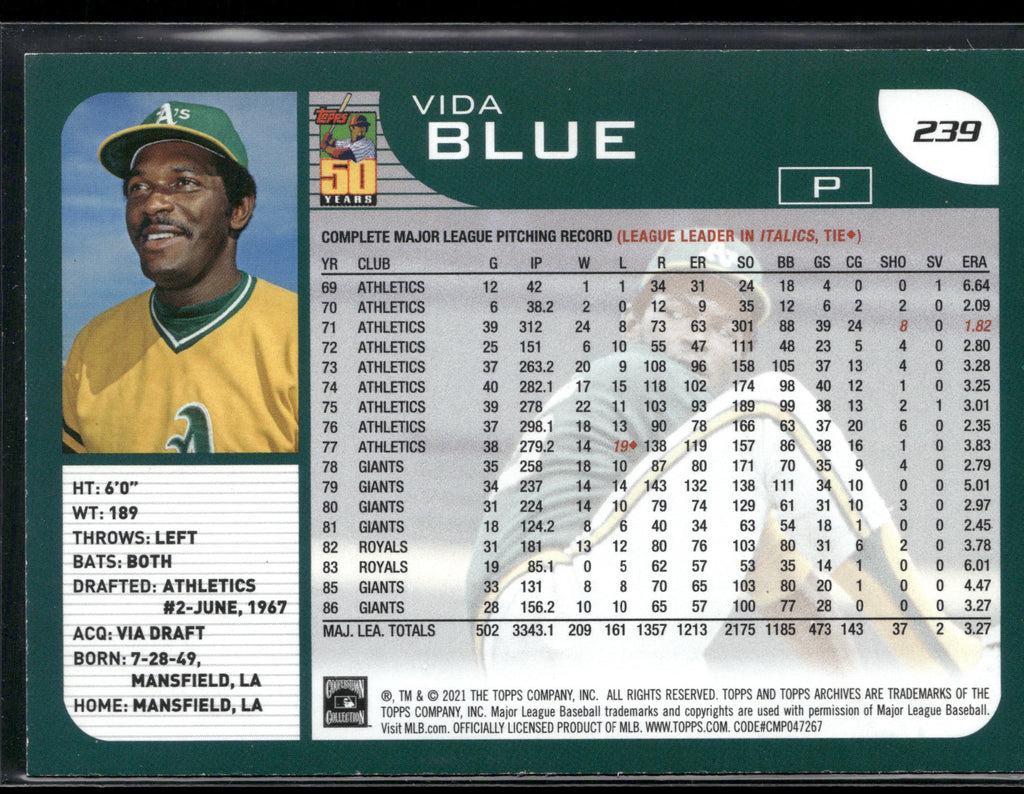 A's
Topps
50
YEARS
VIDA
BLUE
239
P
A
COMPLETE MAJOR LEAGUE PITCHING RECORD (LEAGUE LEADER IN ITALICS, TIE◆)
YR CLUB G IP W L R ER SO BB GS CG SHO SV ERA
69 ATHLETICS 12 42 1 1 34 31 24 18 4 0 0 1 6.64
70 ATHLETICS 6 38.2 2 0 12 9 35 12 6 2 2 0 2.09
71 ATHLETICS 39 312 24 8 73 63 301 88 39 24 8 0 1.82
72 ATHLETICS 25 151 6 10 55 47 111 48 23 5 4 0 2.80
73 ATHLETICS 37 263.2 20 9 108 96 158 105 37 13 4 0 3.28
74 ATHLETICS 40 282.1 17 15 118 102 174 98 40 12 1 0 3.25
75 ATHLETICS 39 278 22 11 103 93 189 99 38 13 2 1 3.01
76 ATHLETICS 37 298.1 18 13 90 78 166 63 37 20 6 0 2.35
77 ATHLETICS 38 279.2 14 19◆ 138 119 157 86 38 16 1 0 3.83
78 GIANTS 35 258 18 10 87 80 171 70 35 9 4 0 2.79
79 GIANTS 34 237 14 14 143 132 138 111 34 10 0 0 5.01
80 GIANTS 31 224 14 10 79 74 129 61 31 10 3 0 2.97
81 GIANTS 18 124.2 8 6 40 34 63 54 18 1 0 0 2.45
82 ROYALS 31 181 13 12 80 76 103 80 31 6 2 0 3.78
83 ROYALS 19 85.1 0 5 62 57 53 35 14 1 0 0 6.01
85 GIANTS 33 131 8 8 70 65 103 80 20 1 0 0 4.47
86 GIANTS 28 156.2 10 10 65 57 100 77 28 0 0 0 3.27
MAJ. LEA. TOTALS 502 3343.1 209 161 1357 1213 2175 1185 473 143 37 2 3.27
HT: 6'0"
WT: 189
THROWS: LEFT
BATS: BOTH
DRAFTED: ATHLETICS
#2-JUNE, 1967
ACQ: VIA DRAFT
BORN: 7-28-49,
MANSFIELD, LA
HOME: MANSFIELD, LA
COOPERSTOWN
COLLECTION
®, TM & © 2021 THE TOPPS COMPANY, INC. ALL RIGHTS RESERVED. TOPPS AND TOPPS ARCHIVES ARE TRADEMARKS OF THE
TOPPS COMPANY, INC. Major League Baseball trademarks and copyrights are used with permission of Major League Baseball.
Visit MLB.com. OFFICIALLY LICENSED PRODUCT OF MLB. WWW.TOPPS.COM. CODE#CMP047267